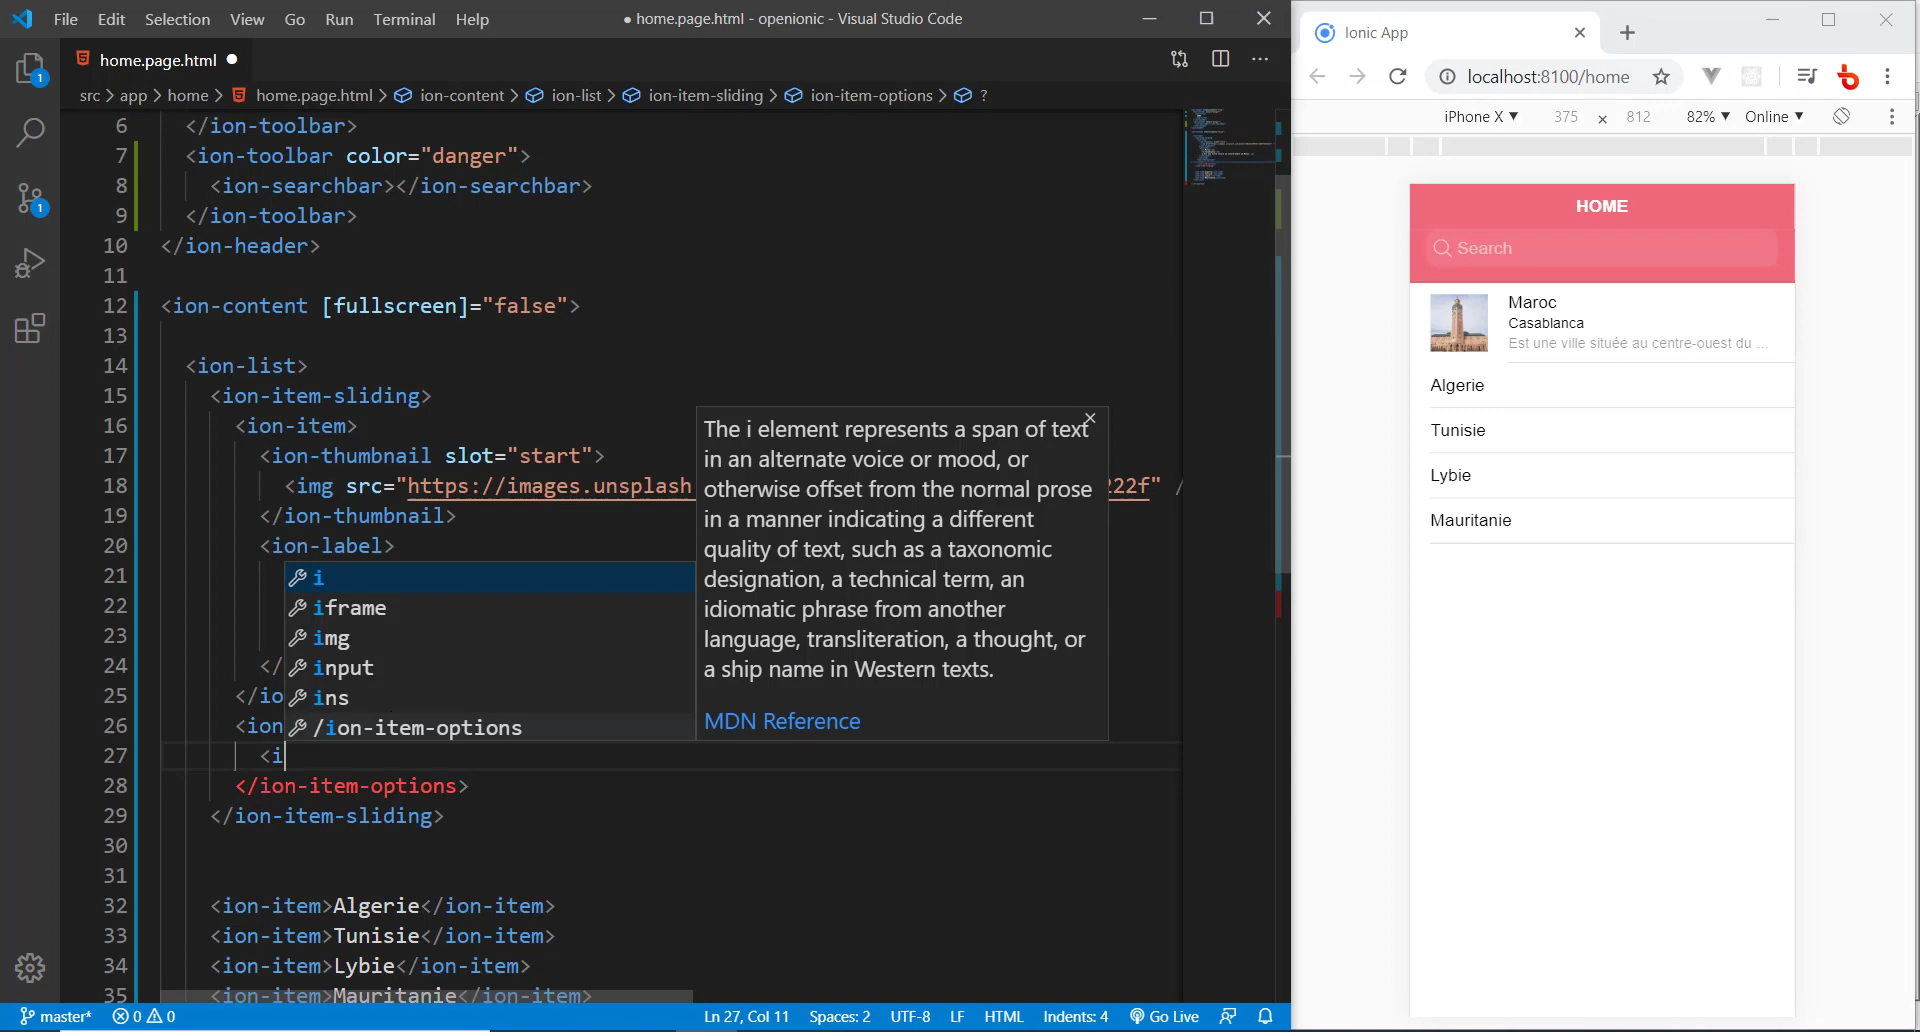 File Edit Selection View Go Run Terminal Help
● home.page.html - openionic - Visual Studio Code
home.page.html ●
src > app > home > home.page.html > ion-content > ion-list > ion-item-sliding > ion-item-options > ?
6 </ion-toolbar>
7 <ion-toolbar color="danger">
8 <ion-searchbar></ion-searchbar>
9 </ion-toolbar>
10 </ion-header>
11
12 <ion-content [fullscreen]="false">
13
14 <ion-list>
15 <ion-item-sliding>
16 <ion-item>
17 <ion-thumbnail slot="start">
18 <img src="https://images.unsplash. 222f" /
19 </ion-thumbnail>
20 <ion-label>
21
22
23
24 </
25 </io
26 <ion
27 <i
28 </ion-item-options>
29 </ion-item-sliding>
30
31
32 <ion-item>Algerie</ion-item>
33 <ion-item>Tunisie</ion-item>
34 <ion-item>Lybie</ion-item>
35 <ion-item>Mauritanie</ion-item>
i
iframe
img
input
ins
/ion-item-options
The i element represents a span of text
in an alternate voice or mood, or
otherwise offset from the normal prose
in a manner indicating a different
quality of text, such as a taxonomic
designation, a technical term, an
idiomatic phrase from another
language, transliteration, a thought, or
a ship name in Western texts.
MDN Reference
1
1
master* 0 0
Ln 27, Col 11 Spaces: 2 UTF-8 LF HTML Indents: 4 Go Live
Ionic App
localhost:8100/home
iPhone X ▼ 375 × 812 82% ▼ Online ▼
HOME
Search
Maroc
Casablanca
Est une ville située au centre-ouest du ...
Algerie
Tunisie
Lybie
Mauritanie